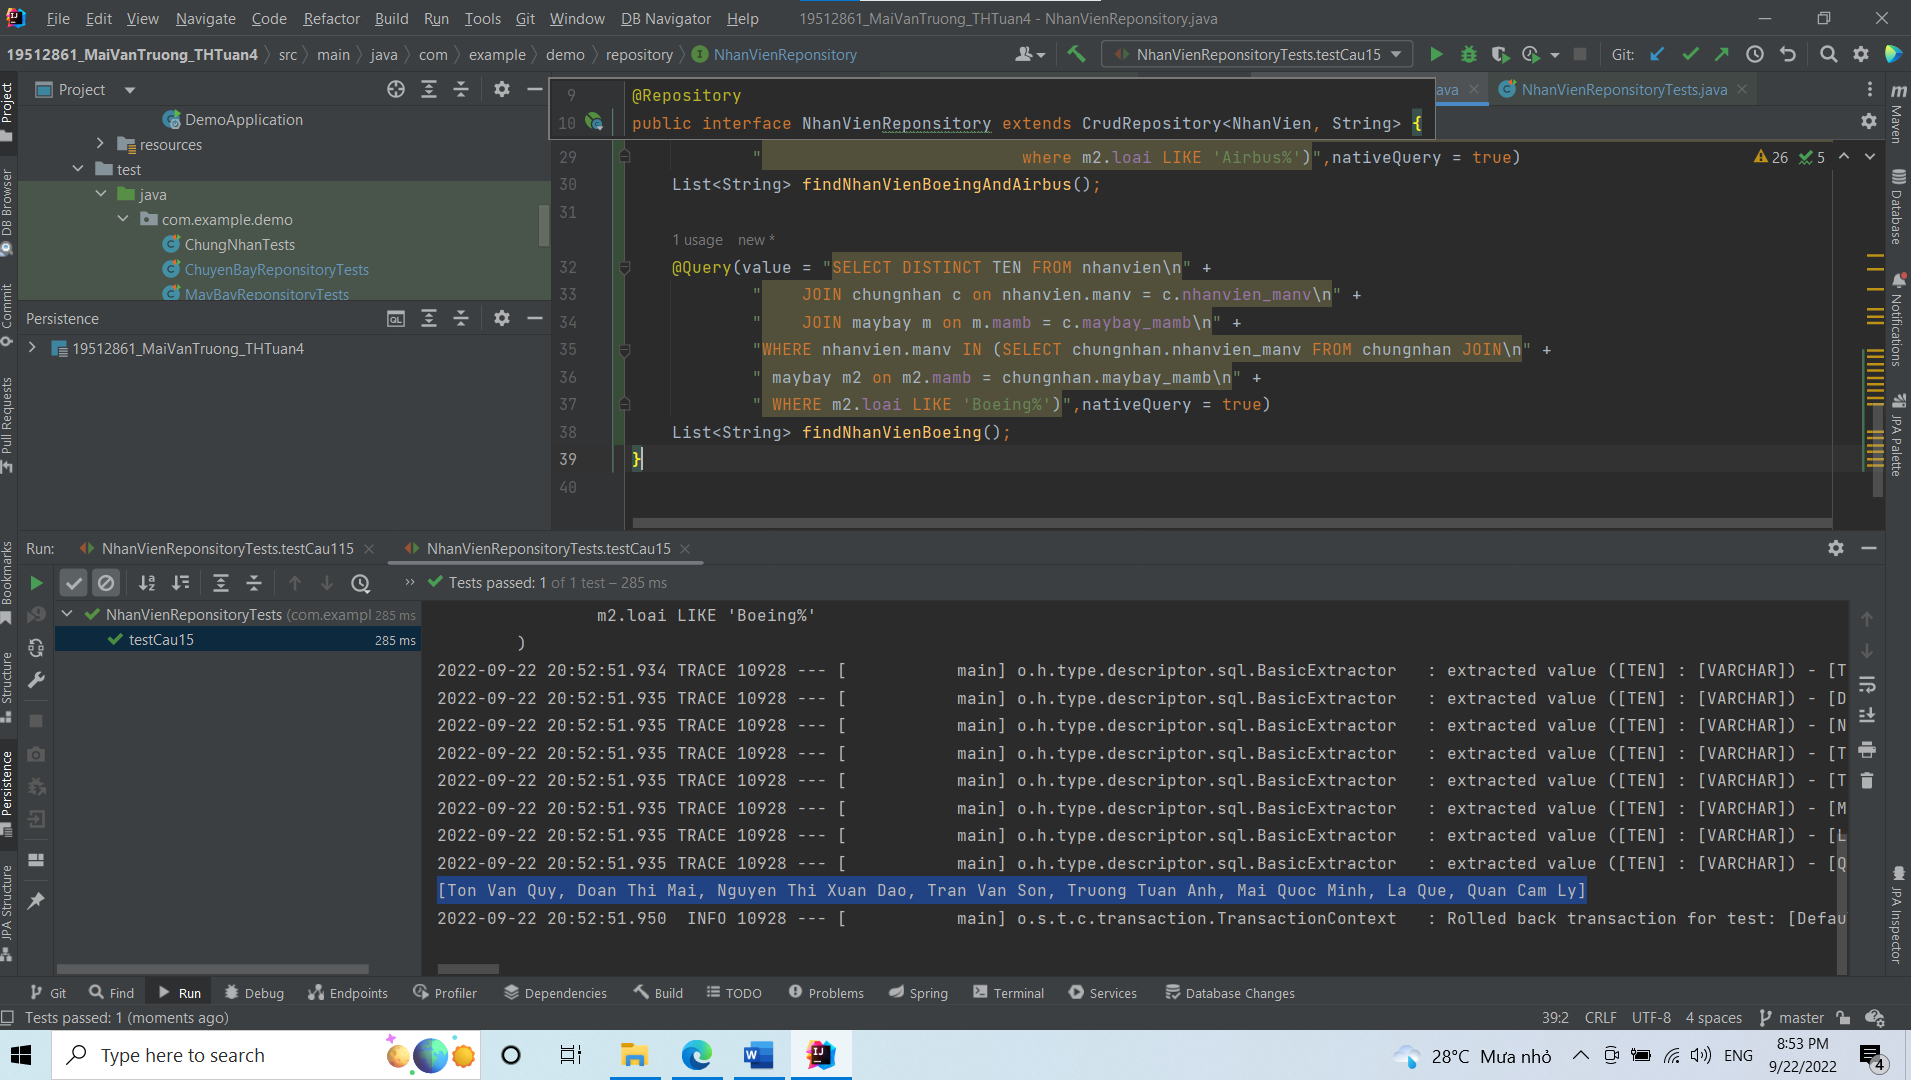 File Edit View Navigate Code Refactor Build Run Tools Git Window DB Navigator Help 19512861_MaiVanTruong_THTuan4 - NhanVienReponsitory.java
19512861_MaiVanTruong_THTuan4 src main java com example demo repository NhanVienReponsitory NhanVienReponsitoryTests.testCau15 Git:
Project
DemoApplication
resources
test
java
com.example.demo
ChungNhanTests
ChuyenBayReponsitoryTests
MayBayReponsitoryTests
Persistence
19512861_MaiVanTruong_THTuan4
Project
DB Browser
Commit
Pull Requests
Bookmarks
Structure
Persistence
JPA Structure
ava NhanVienReponsitoryTests.java
9 @Repository
10 public interface NhanVienReponsitory extends CrudRepository<NhanVien, String> {
29 " where m2.loai LIKE 'Airbus%')",nativeQuery = true)
26 5
30 List<String> findNhanVienBoeingAndAirbus();
31
1 usage new *
32 @Query(value = "SELECT DISTINCT TEN FROM nhanvien\n" +
33 " JOIN chungnhan c on nhanvien.manv = c.nhanvien_manv\n" +
34 " JOIN maybay m on m.mamb = c.maybay_mamb\n" +
35 "WHERE nhanvien.manv IN (SELECT chungnhan.nhanvien_manv FROM chungnhan JOIN\n" +
36 " maybay m2 on m2.mamb = chungnhan.maybay_mamb\n" +
37 " WHERE m2.loai LIKE 'Boeing%')",nativeQuery = true)
38 List<String> findNhanVienBoeing();
39 }
40
Maven
Database
Notifications
JPA Palette
JPA Inspector
Run: NhanVienReponsitoryTests.testCau115 NhanVienReponsitoryTests.testCau15
Tests passed: 1 of 1 test – 285 ms
NhanVienReponsitoryTests (com.exampl 285 ms
testCau15 285 ms
m2.loai LIKE 'Boeing%'
)
2022-09-22 20:52:51.934 TRACE 10928 --- [ main] o.h.type.descriptor.sql.BasicExtractor : extracted value ([TEN] : [VARCHAR]) - [T
2022-09-22 20:52:51.935 TRACE 10928 --- [ main] o.h.type.descriptor.sql.BasicExtractor : extracted value ([TEN] : [VARCHAR]) - [D
2022-09-22 20:52:51.935 TRACE 10928 --- [ main] o.h.type.descriptor.sql.BasicExtractor : extracted value ([TEN] : [VARCHAR]) - [N
2022-09-22 20:52:51.935 TRACE 10928 --- [ main] o.h.type.descriptor.sql.BasicExtractor : extracted value ([TEN] : [VARCHAR]) - [T
2022-09-22 20:52:51.935 TRACE 10928 --- [ main] o.h.type.descriptor.sql.BasicExtractor : extracted value ([TEN] : [VARCHAR]) - [T
2022-09-22 20:52:51.935 TRACE 10928 --- [ main] o.h.type.descriptor.sql.BasicExtractor : extracted value ([TEN] : [VARCHAR]) - [M
2022-09-22 20:52:51.935 TRACE 10928 --- [ main] o.h.type.descriptor.sql.BasicExtractor : extracted value ([TEN] : [VARCHAR]) - [L
2022-09-22 20:52:51.935 TRACE 10928 --- [ main] o.h.type.descriptor.sql.BasicExtractor : extracted value ([TEN] : [VARCHAR]) - [Q
[Ton Van Quy, Doan Thi Mai, Nguyen Thi Xuan Dao, Tran Van Son, Truong Tuan Anh, Mai Quoc Minh, La Que, Quan Cam Ly]
2022-09-22 20:52:51.950 INFO 10928 --- [ main] o.s.t.c.transaction.TransactionContext : Rolled back transaction for test: [Defau
Git Find Run Debug Endpoints Profiler Dependencies Build TODO Problems Spring Terminal Services Database Changes
Tests passed: 1 (moments ago) 39:2 CRLF UTF-8 4 spaces master
Type here to search 28°C Mưa nhỏ ENG 8:53 PM
9/22/2022 4